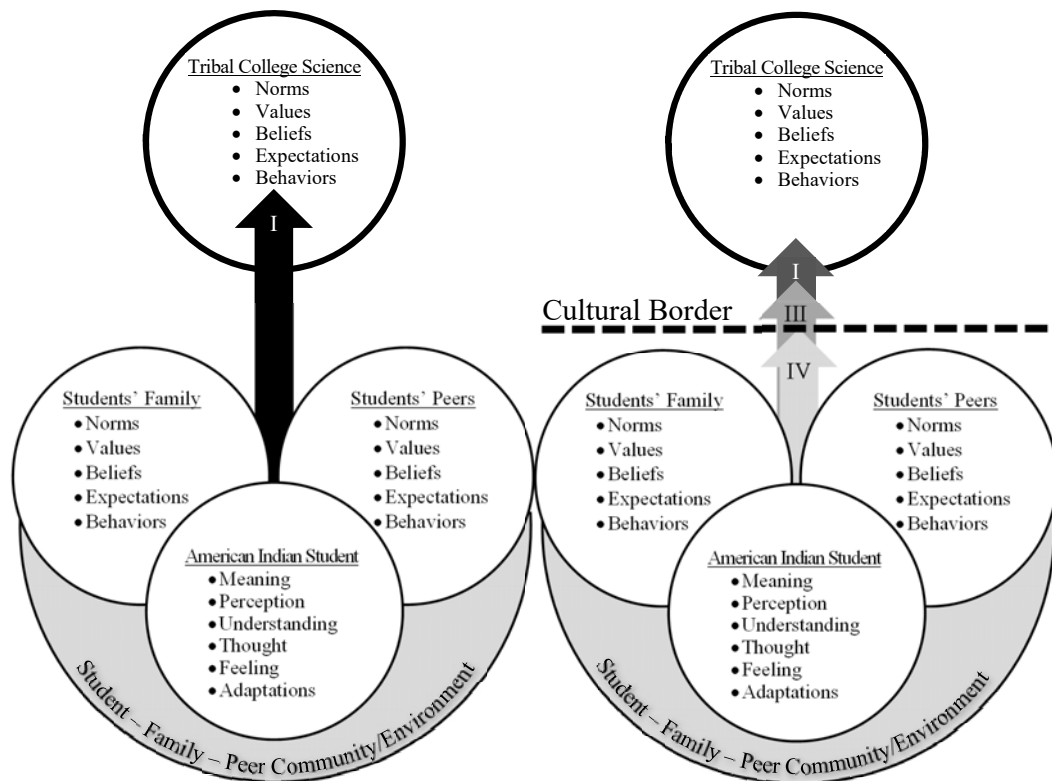 Tribal College Science
• Norms
• Values
• Beliefs
• Expectations
• Behaviors
I
Students' Family
• Norms
• Values
• Beliefs
• Expectations
• Behaviors
Students' Peers
• Norms
• Values
• Beliefs
• Expectations
• Behaviors
American Indian Student
• Meaning
• Perception
• Understanding
• Thought
• Feeling
• Adaptations
Student – Family – Peer Community/Environment
Tribal College Science
• Norms
• Values
• Beliefs
• Expectations
• Behaviors
I
Cultural Border
III
IV
Students' Family
• Norms
• Values
• Beliefs
• Expectations
• Behaviors
Students' Peers
• Norms
• Values
• Beliefs
• Expectations
• Behaviors
American Indian Student
• Meaning
• Perception
• Understanding
• Thought
• Feeling
• Adaptations
Student – Family – Peer Community/Environment